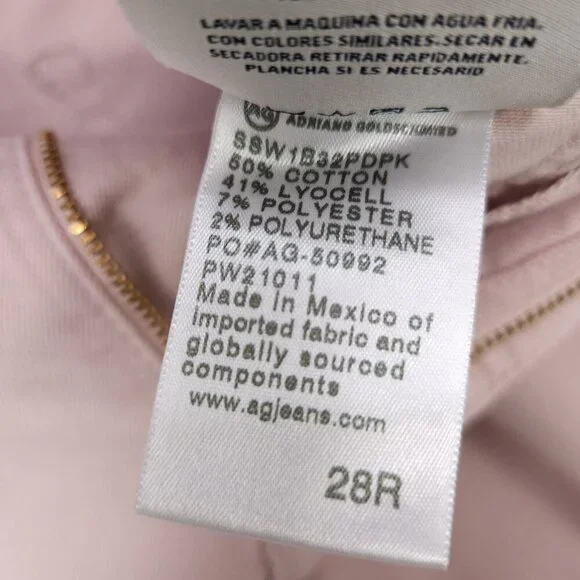 LAVAR A MAQUINA CON AGUA FRIA,
CON COLORES SIMILARES. SECAR EN
SECADORA RETIRAR RAPIDAMENTE.
PLANCHA SI ES NECESARIO
AG
ADRIANO GOLDSCHMIED
SSW1B32PDPK
50% COTTON
41% LYOCELL
7% POLYESTER
2% POLYURETHANE
PO#AG-50992
PW21011
Made in Mexico of
imported fabric and
globally sourced
components
www.agjeans.com
28R